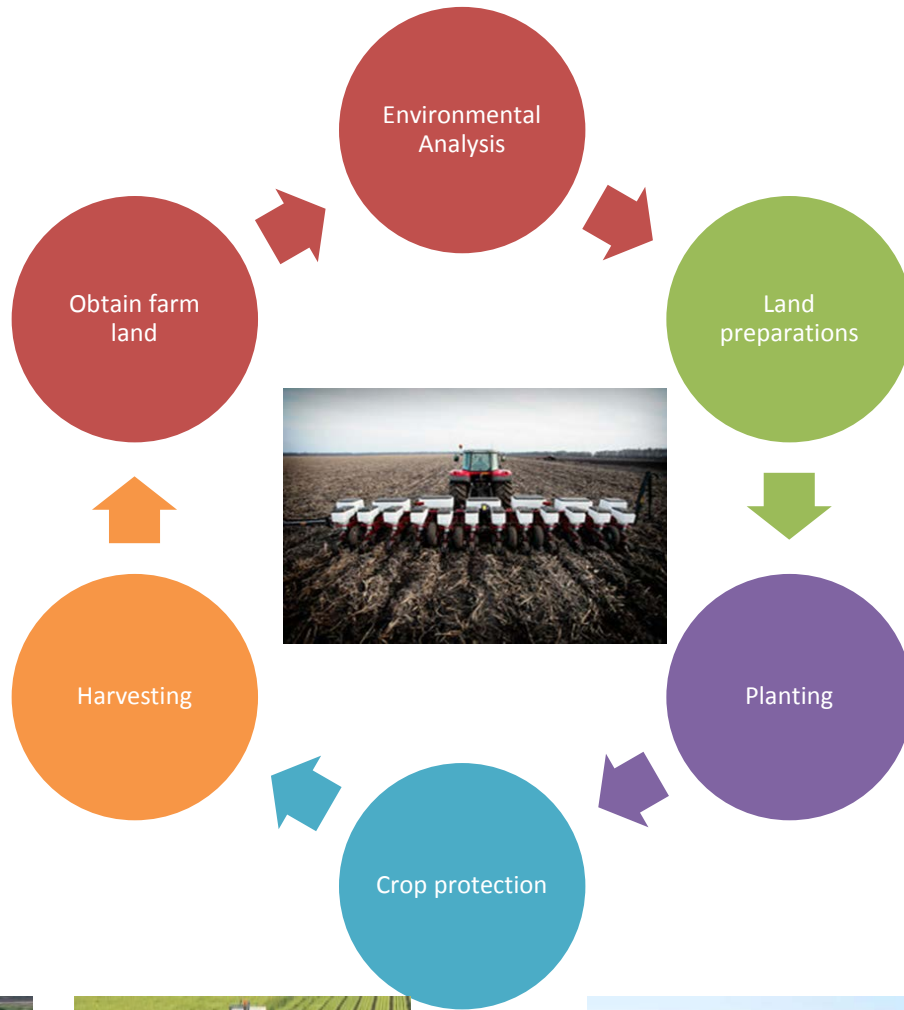 Environmental
Analysis
Land
preparations
Planting
Crop protection
Harvesting
Obtain farm
land